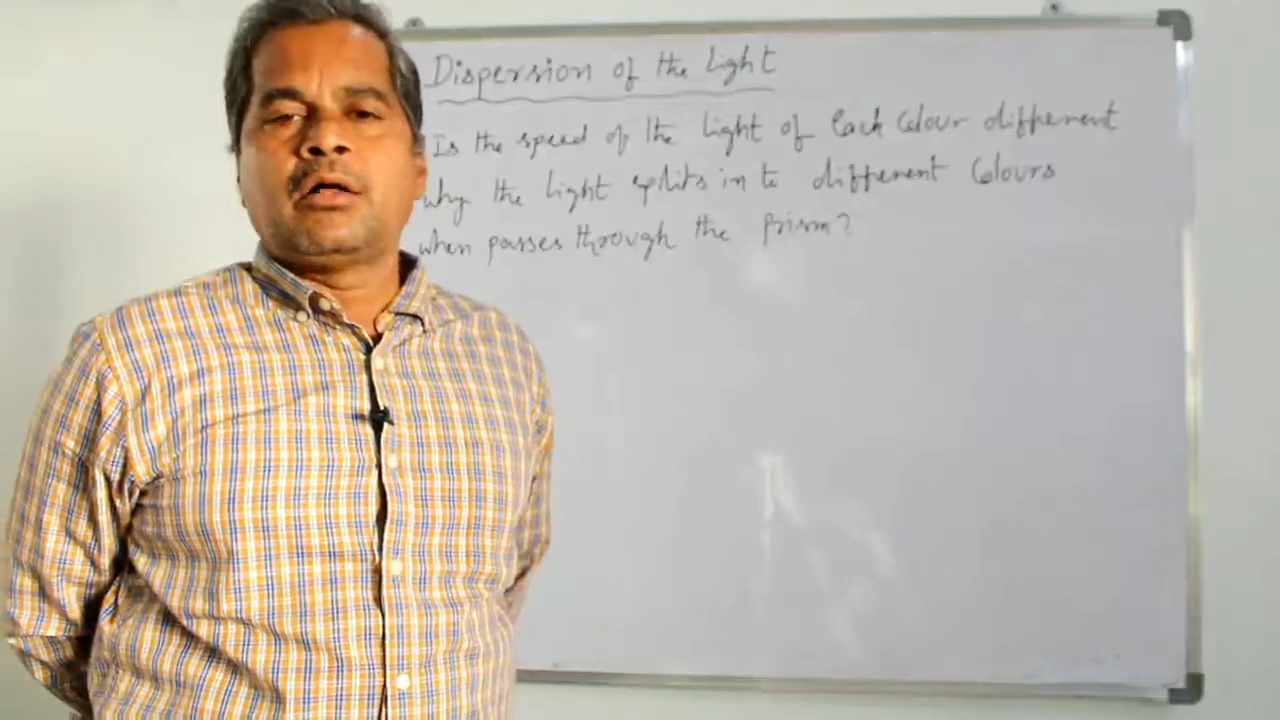 Dispersion of the Light
Is the speed of the light of each colour different
why the light splits in to different colours
when passes through the prism?